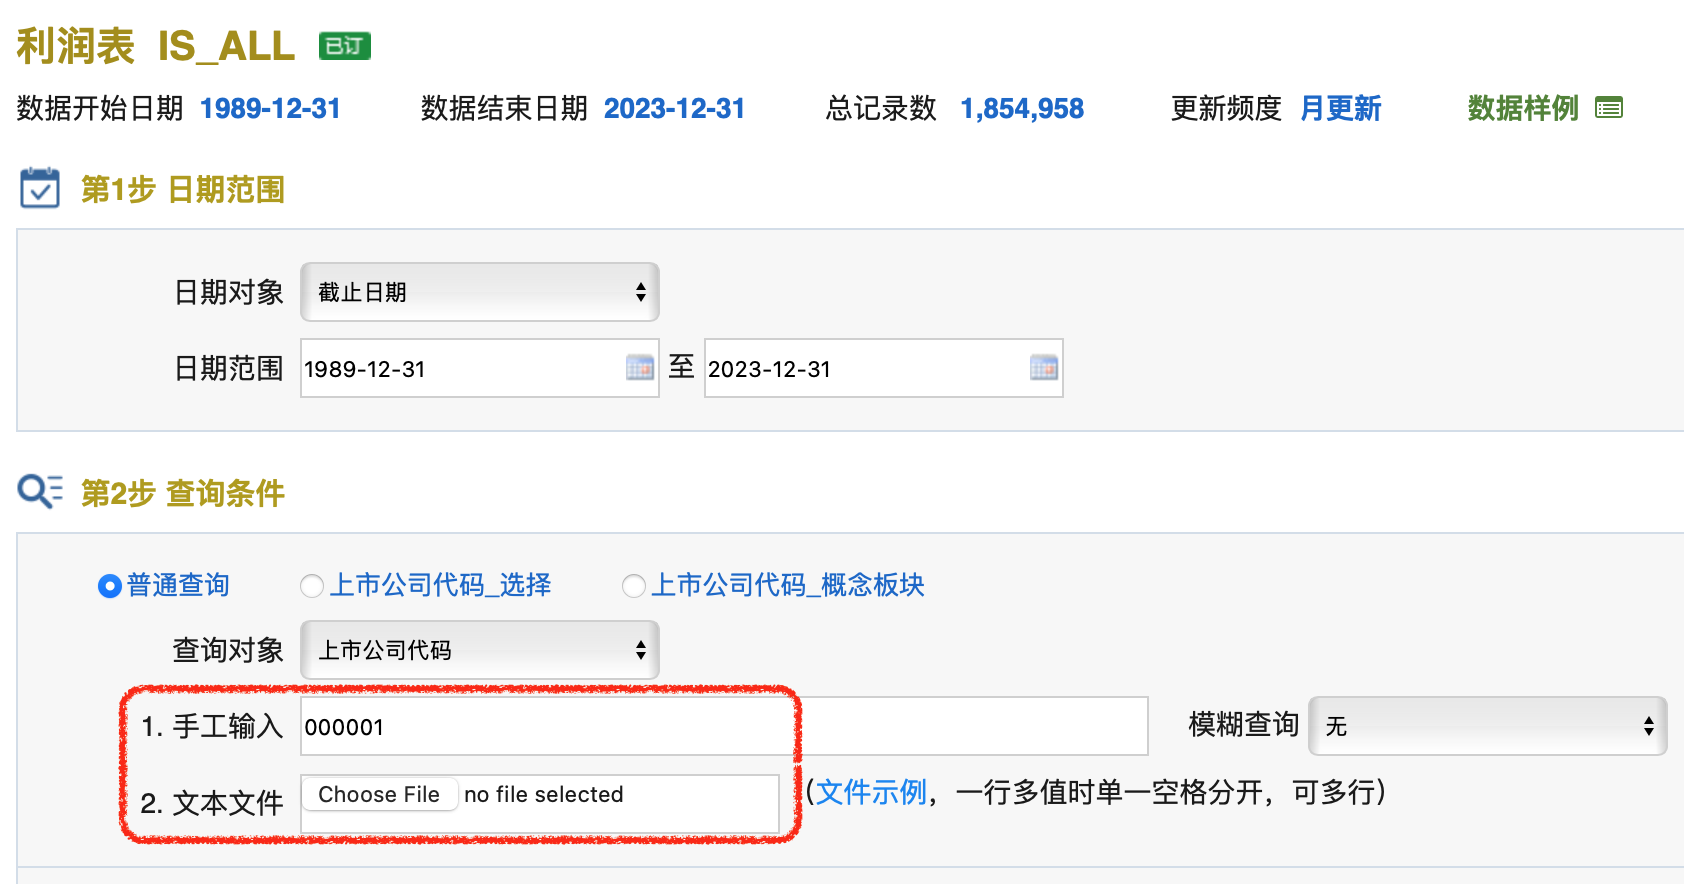 利润表 IS_ALL 已订
数据开始日期 1989-12-31 数据结束日期 2023-12-31 总记录数 1,854,958 更新频度 月更新 数据样例
第1步 日期范围
日期对象 截止日期
日期范围 1989-12-31 至 2023-12-31
第2步 查询条件
普通查询 上市公司代码_选择 上市公司代码_概念板块
查询对象 上市公司代码
1. 手工输入 000001 模糊查询 无
2. 文本文件 Choose File no file selected (文件示例，一行多值时单一空格分开，可多行)